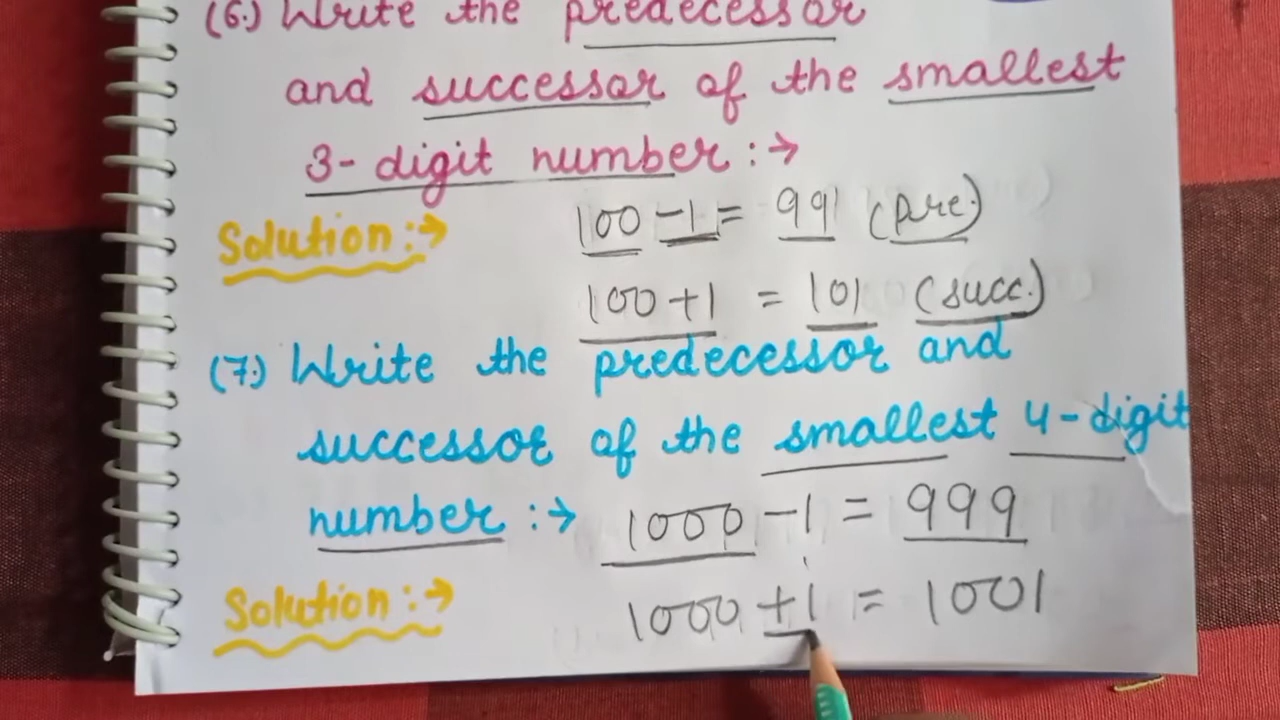 (6.) Write the predecessor
and successor of the smallest
3-digit number :→
Solution :→ 100 - 1 = 99 (pre.)
100 + 1 = 101 (succ.)
(7.) Write the predecessor and
successor of the smallest 4-digit
number :→ 1000 - 1 = 999
Solution :→ 1000 + 1 = 1001